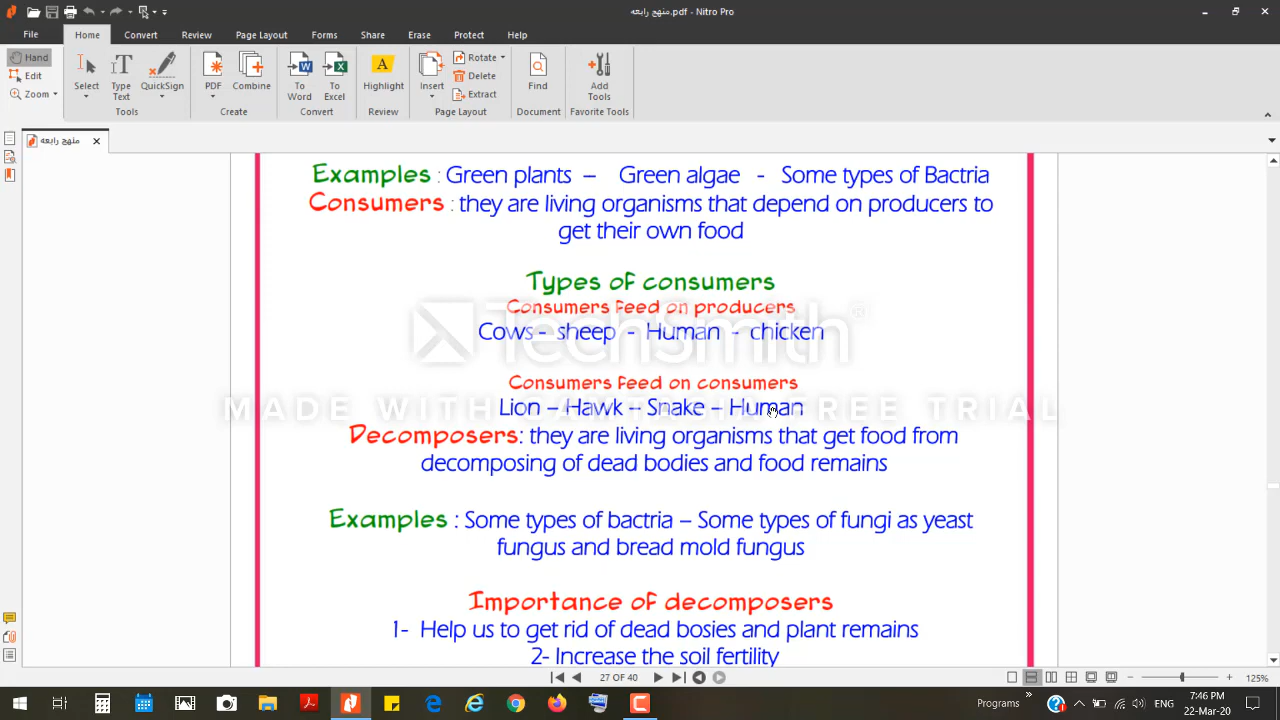 منهج رابعه.pdf - Nitro Pro
File Home Convert Review Page Layout Forms Share Erase Protect Help
Hand
Edit
Zoom
Select
Type Text
QuickSign
Tools
PDF
Combine
Create
To Word
To Excel
Convert
Highlight
Review
Insert
Rotate
Delete
Extract
Page Layout
Find
Document
Add Tools
Favorite Tools
منهج رابعه
Examples : Green plants – Green algae - Some types of Bactria
Consumers : they are living organisms that depend on producers to
get their own food
Types of consumers
Consumers feed on producers
Cows - sheep - Human - chicken
TechSmith
Consumers feed on consumers
Lion – Hawk – Snake – Human
MADE WITH CAMTASIA FREE TRIAL
Decomposers: they are living organisms that get food from
decomposing of dead bodies and food remains
Examples : Some types of bactria – Some types of fungi as yeast
fungus and bread mold fungus
Importance of decomposers
1- Help us to get rid of dead bosies and plant remains
2- Increase the soil fertility
27 OF 40
125%
Programs
ENG
7:46 PM
22-Mar-20